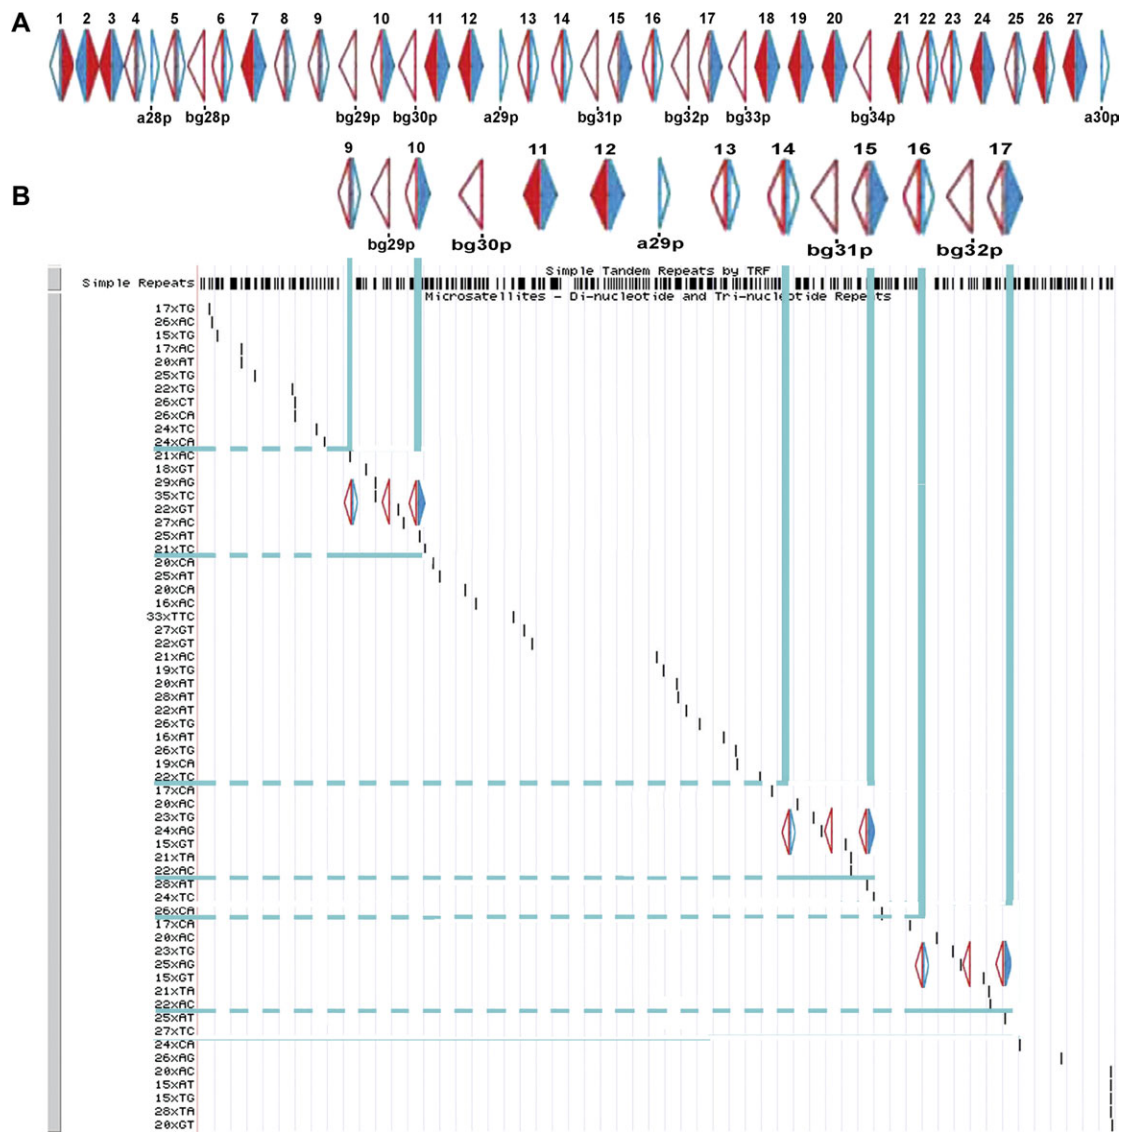 A
1 2 3 4 5 6 7 8 9 10 11 12 13 14 15 16 17 18 19 20 21 22 23 24 25 26 27
a28p bg28p bg29p bg30p a29p bg31p bg32p bg33p bg34p a30p
B
9 10 11 12 13 14 15 16 17
bg29p bg30p a29p bg31p bg32p
Simple Tandem Repeats by TRF
Simple Repeats
Microsatellites - Di-nucleotide and Tri-nucleotide Repeats
17xTG
26xAC
15xTG
17xAC
20xAT
25xTG
22xTG
26xCT
26xCA
24xTC
24xCA
21xAC
18xGT
29xAG
35xTC
22xGT
27xAC
25xAT
21xTC
20xCA
25xAT
20xCA
16xAC
33xTTC
27xGT
22xGT
21xAC
19xTG
20xAT
28xAT
22xAT
26xTG
16xAT
26xTG
19xCA
22xTC
17xCA
20xAC
23xTG
24xAG
15xGT
21xTA
22xAC
28xAT
24xTC
26xCA
17xCA
20xAC
23xTG
25xAG
15xGT
21xTA
22xAC
25xAT
27xTC
24xCA
26xAG
20xAC
15xAT
15xTG
28xTA
20xGT